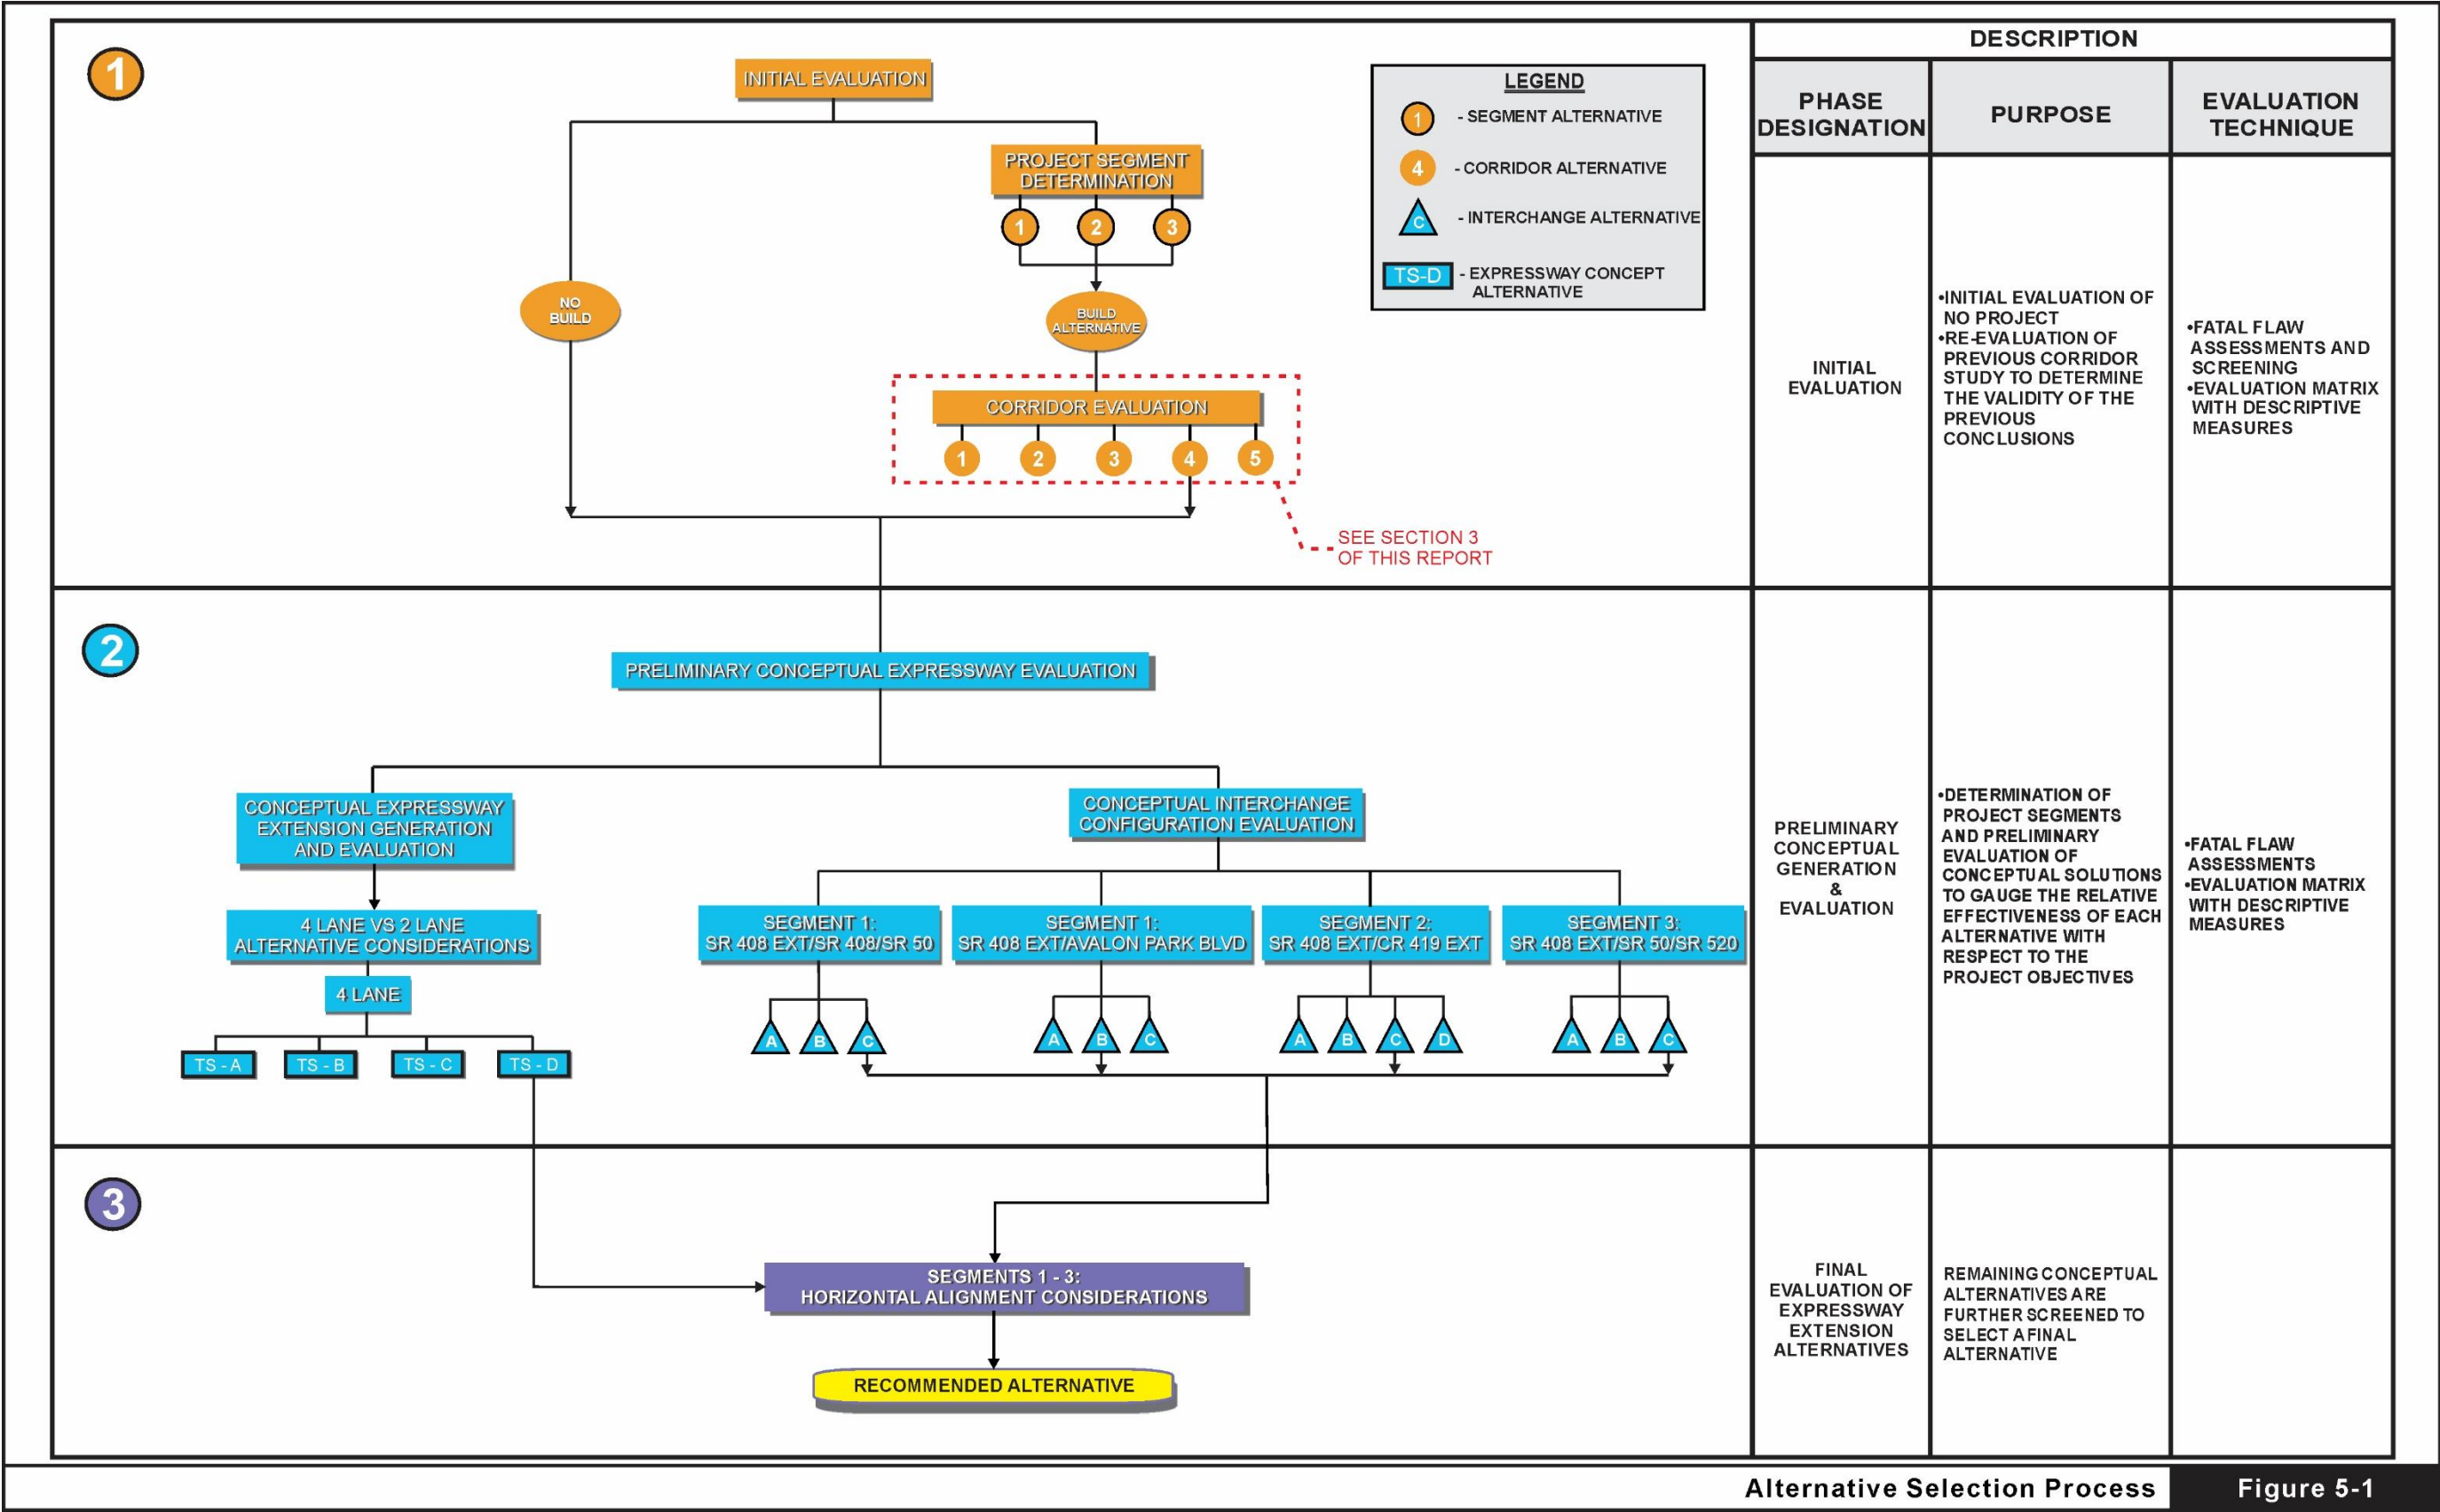 1
INITIAL EVALUATION
PROJECT SEGMENT
DETERMINATION
1 2 3
NO
BUILD
BUILD
ALTERNATIVE
CORRIDOR EVALUATION
1 2 3 4 5
SEE SECTION 3
OF THIS REPORT
LEGEND
1 - SEGMENT ALTERNATIVE
4 - CORRIDOR ALTERNATIVE
C - INTERCHANGE ALTERNATIVE
TS-D - EXPRESSWAY CONCEPT
ALTERNATIVE
DESCRIPTION
PHASE
DESIGNATION
PURPOSE
EVALUATION
TECHNIQUE
INITIAL
EVALUATION
•INITIAL EVALUATION OF
NO PROJECT
•RE-EVALUATION OF
PREVIOUS CORRIDOR
STUDY TO DETERMINE
THE VALIDITY OF THE
PREVIOUS
CONCLUSIONS
•FATAL FLAW
ASSESSMENTS AND
SCREENING
•EVALUATION MATRIX
WITH DESCRIPTIVE
MEASURES
2
PRELIMINARY CONCEPTUAL EXPRESSWAY EVALUATION
CONCEPTUAL EXPRESSWAY
EXTENSION GENERATION
AND EVALUATION
4 LANE VS 2 LANE
ALTERNATIVE CONSIDERATIONS
4 LANE
TS - A TS - B TS - C TS - D
CONCEPTUAL INTERCHANGE
CONFIGURATION EVALUATION
SEGMENT 1:
SR 408 EXT/SR 408/SR 50
A B C
SEGMENT 1:
SR 408 EXT/AVALON PARK BLVD
A B C
SEGMENT 2:
SR 408 EXT/CR 419 EXT
A B C D
SEGMENT 3:
SR 408 EXT/SR 50/SR 520
A B C
PRELIMINARY
CONCEPTUAL
GENERATION
&
EVALUATION
•DETERMINATION OF
PROJECT SEGMENTS
AND PRELIMINARY
EVALUATION OF
CONCEPTUAL SOLUTIONS
TO GAUGE THE RELATIVE
EFFECTIVENESS OF EACH
ALTERNATIVE WITH
RESPECT TO THE
PROJECT OBJECTIVES
•FATAL FLAW
ASSESSMENTS
•EVALUATION MATRIX
WITH DESCRIPTIVE
MEASURES
3
SEGMENTS 1 - 3:
HORIZONTAL ALIGNMENT CONSIDERATIONS
RECOMMENDED ALTERNATIVE
FINAL
EVALUATION OF
EXPRESSWAY
EXTENSION
ALTERNATIVES
REMAINING CONCEPTUAL
ALTERNATIVES ARE
FURTHER SCREENED TO
SELECT A FINAL
ALTERNATIVE
Alternative Selection Process
Figure 5-1